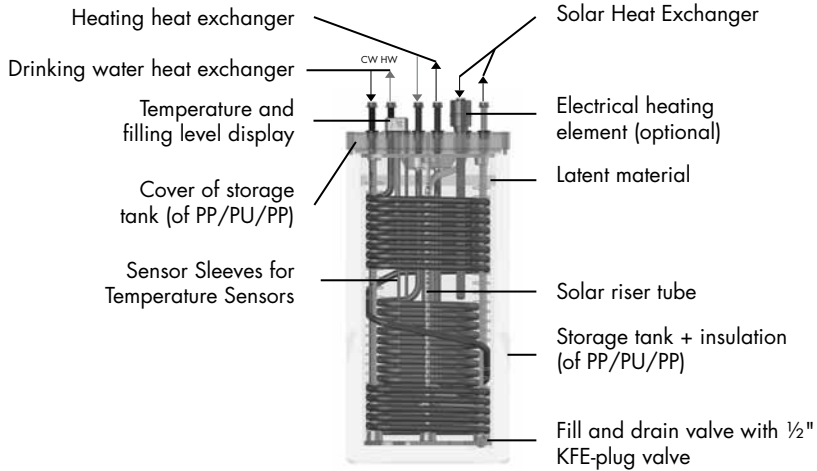 Heating heat exchanger
Drinking water heat exchanger
CW HW
Temperature and
filling level display
Cover of storage
tank (of PP/PU/PP)
Sensor Sleeves for
Temperature Sensors
Solar Heat Exchanger
Electrical heating
element (optional)
Latent material
Solar riser tube
Storage tank + insulation
(of PP/PU/PP)
Fill and drain valve with ½"
KFE-plug valve